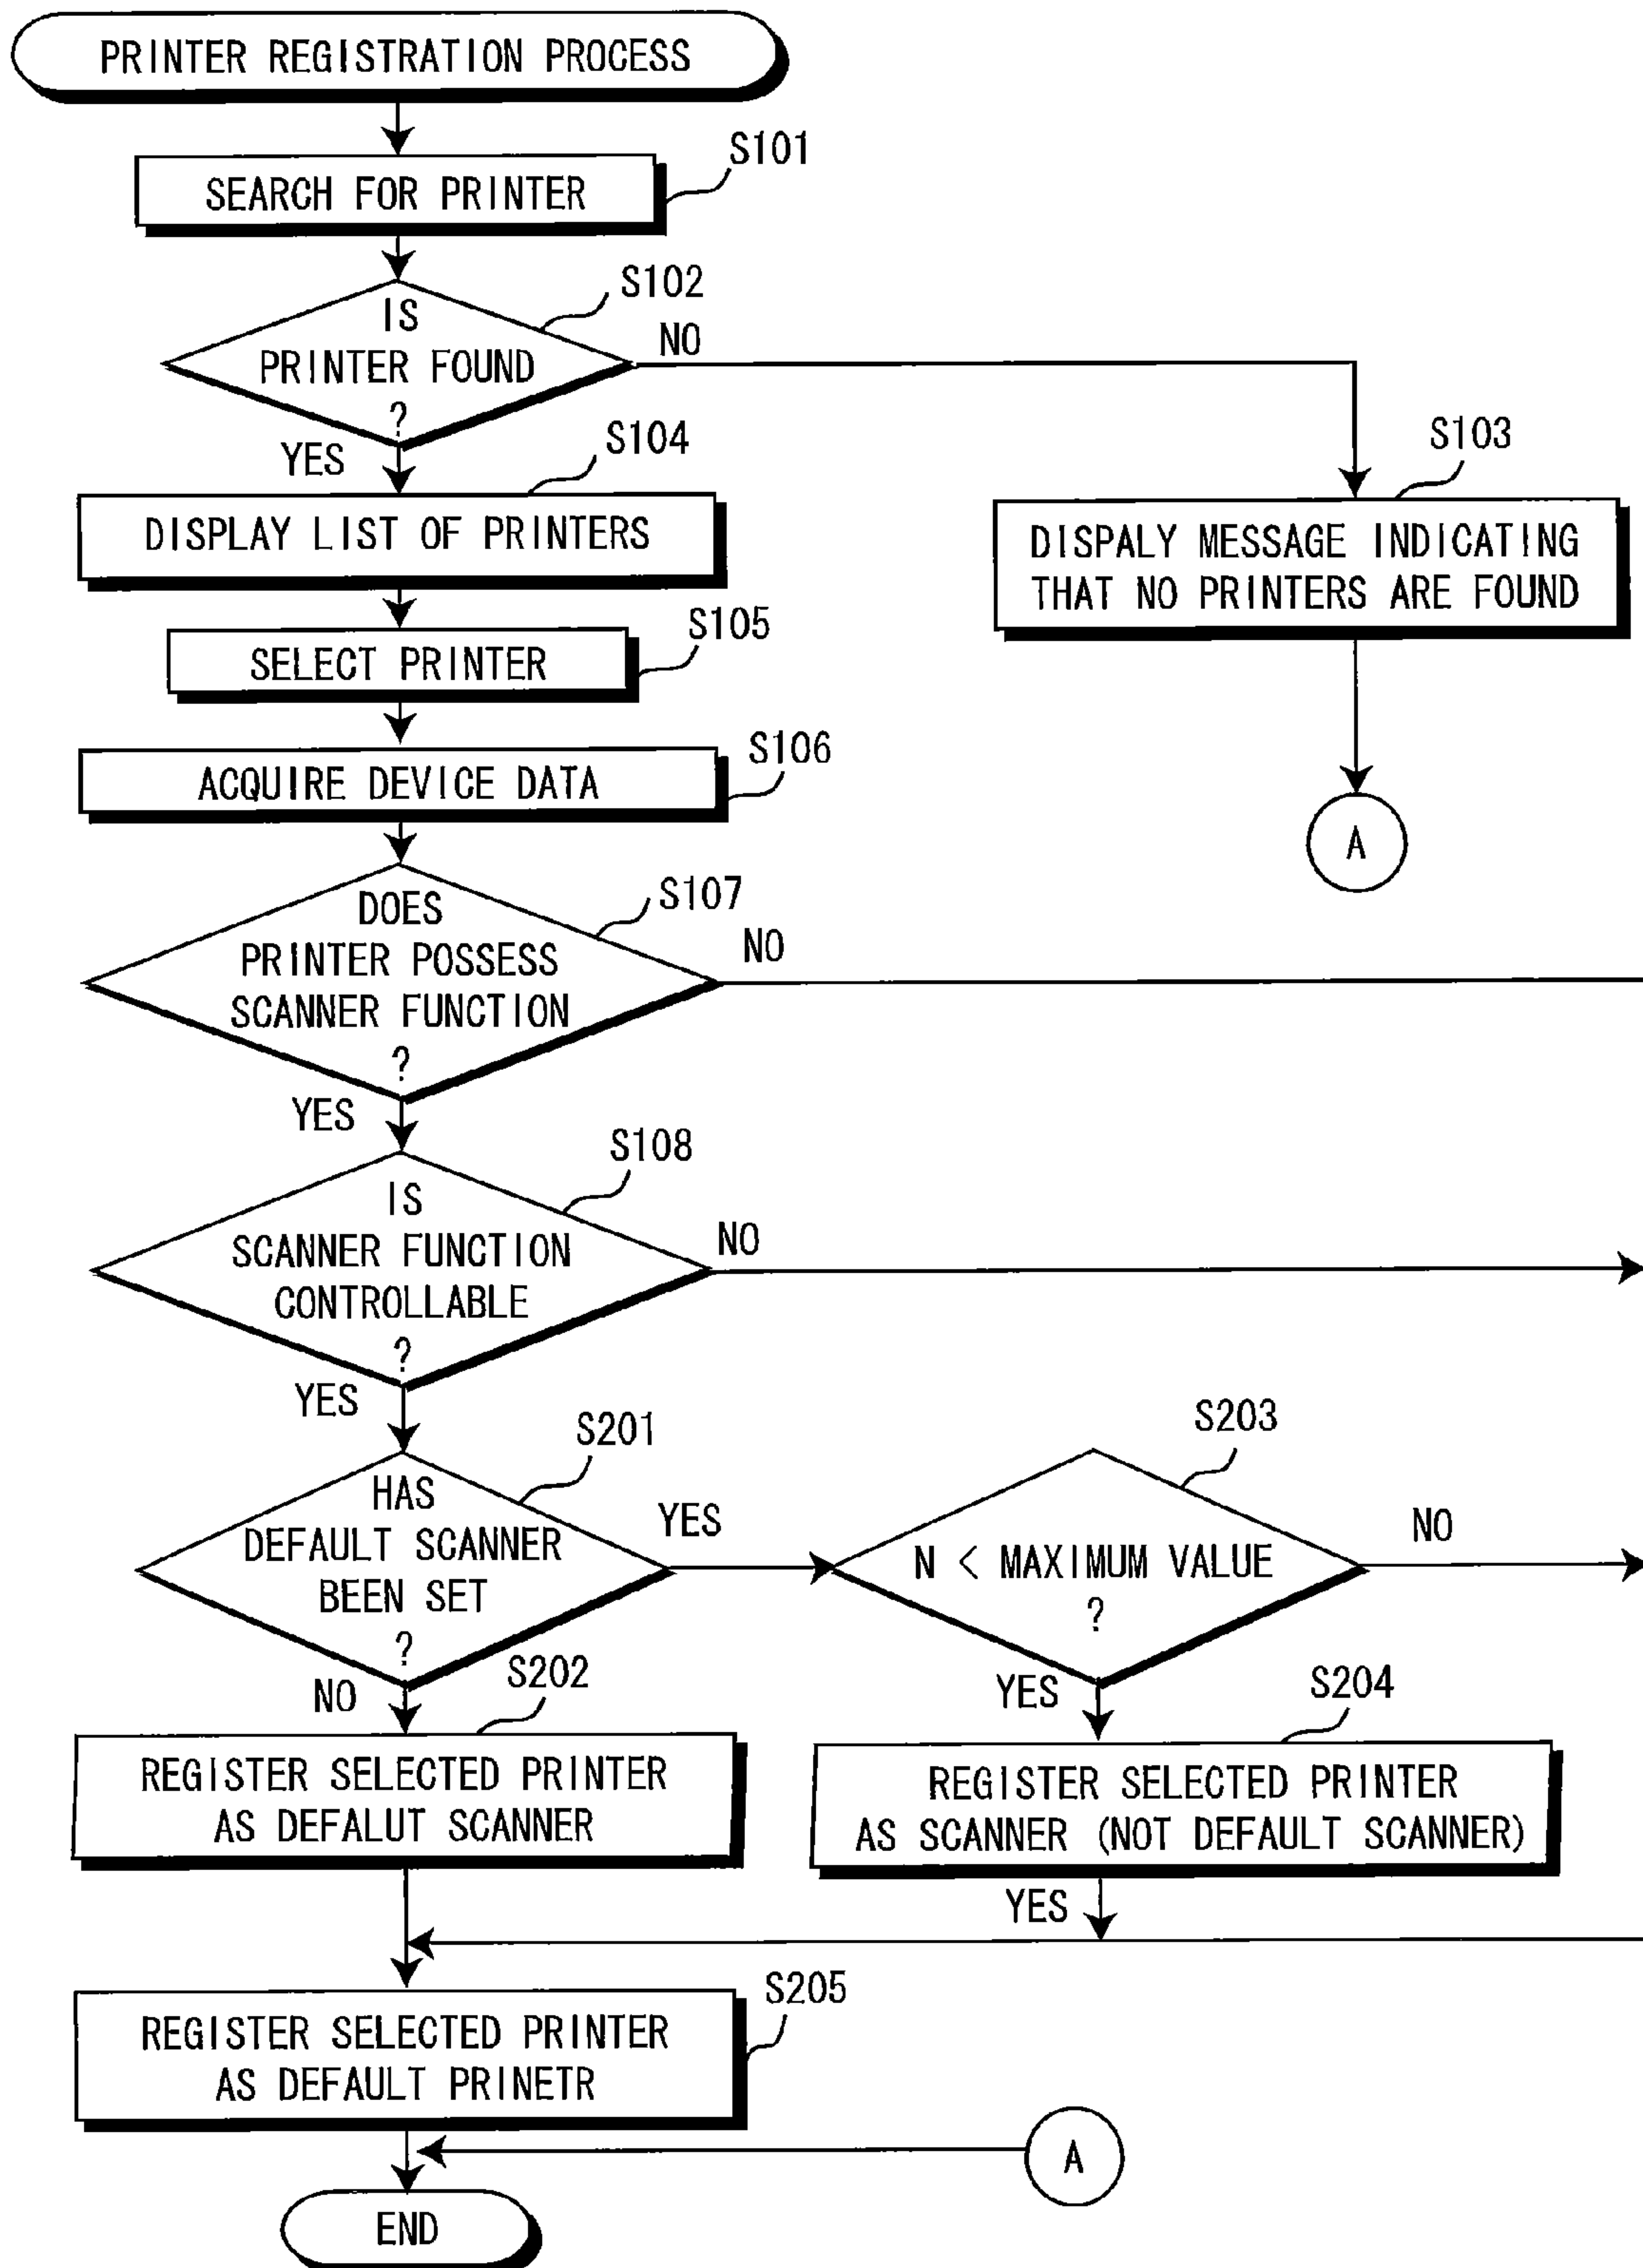 PRINTER REGISTRATION PROCESS
S101
SEARCH FOR PRINTER
S102
IS
PRINTER FOUND
?
NO
YES
S104
DISPLAY LIST OF PRINTERS
S103
DISPALY MESSAGE INDICATING
THAT NO PRINTERS ARE FOUND
S105
SELECT PRINTER
S106
ACQUIRE DEVICE DATA
A
S107
DOES
PRINTER POSSESS
SCANNER FUNCTION
?
NO
YES
S108
IS
SCANNER FUNCTION
CONTROLLABLE
?
NO
YES
S201
HAS
DEFAULT SCANNER
BEEN SET
?
YES
S203
N < MAXIMUM VALUE
?
NO
NO
S202
REGISTER SELECTED PRINTER
AS DEFALUT SCANNER
YES
S204
REGISTER SELECTED PRINTER
AS SCANNER (NOT DEFAULT SCANNER)
YES
S205
REGISTER SELECTED PRINTER
AS DEFAULT PRINETR
A
END